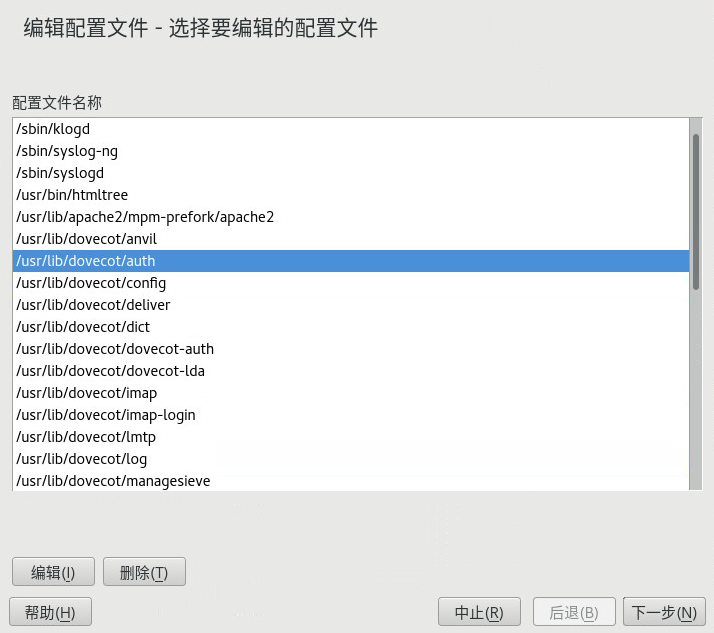 编辑配置文件 - 选择要编辑的配置文件
配置文件名称
/sbin/klogd
/sbin/syslog-ng
/sbin/syslogd
/usr/bin/htmltree
/usr/lib/apache2/mpm-prefork/apache2
/usr/lib/dovecot/anvil
/usr/lib/dovecot/auth
/usr/lib/dovecot/config
/usr/lib/dovecot/deliver
/usr/lib/dovecot/dict
/usr/lib/dovecot/dovecot-auth
/usr/lib/dovecot/dovecot-lda
/usr/lib/dovecot/imap
/usr/lib/dovecot/imap-login
/usr/lib/dovecot/lmtp
/usr/lib/dovecot/log
/usr/lib/dovecot/managesieve
编辑(I) 删除(T)
帮助(H) 中止(R) 后退(B) 下一步(N)